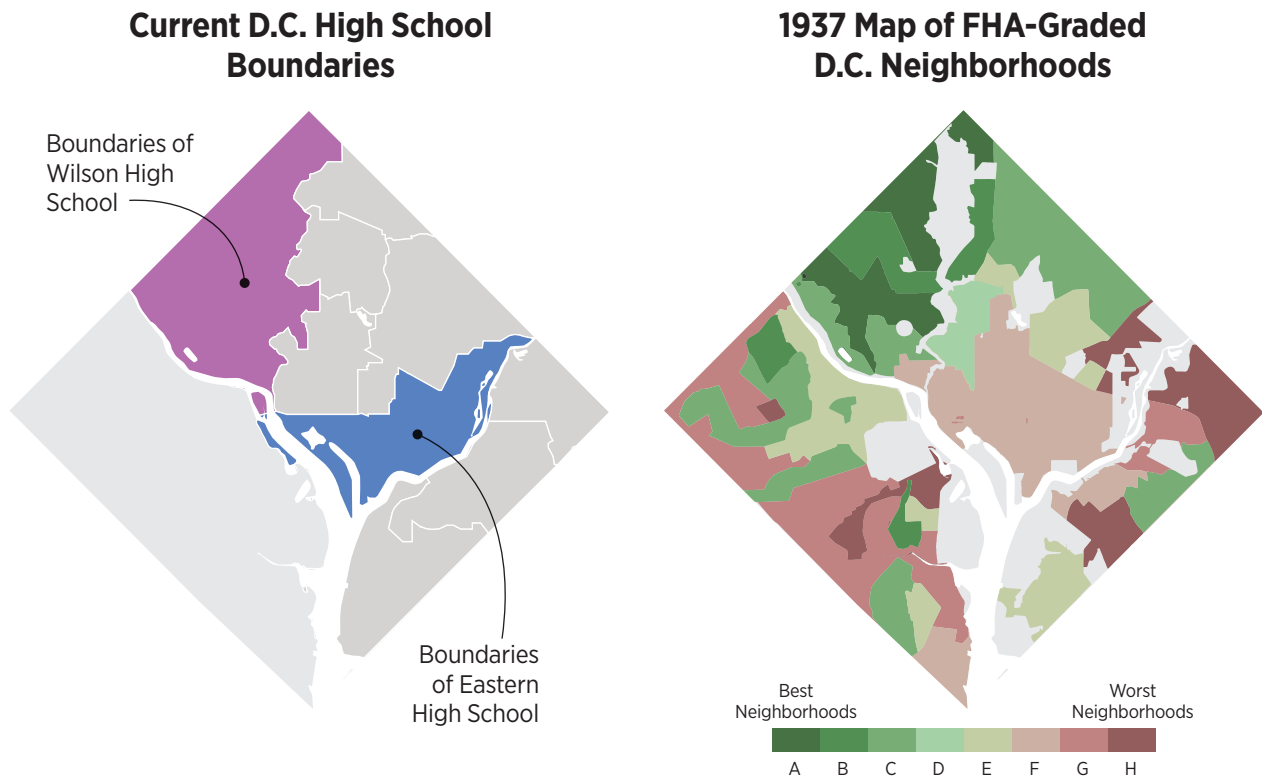 Current D.C. High School
Boundaries
Boundaries of
Wilson High
School
Boundaries
of Eastern
High School
1937 Map of FHA-Graded
D.C. Neighborhoods
Best
Neighborhoods
Worst
Neighborhoods
A B C D E F G H